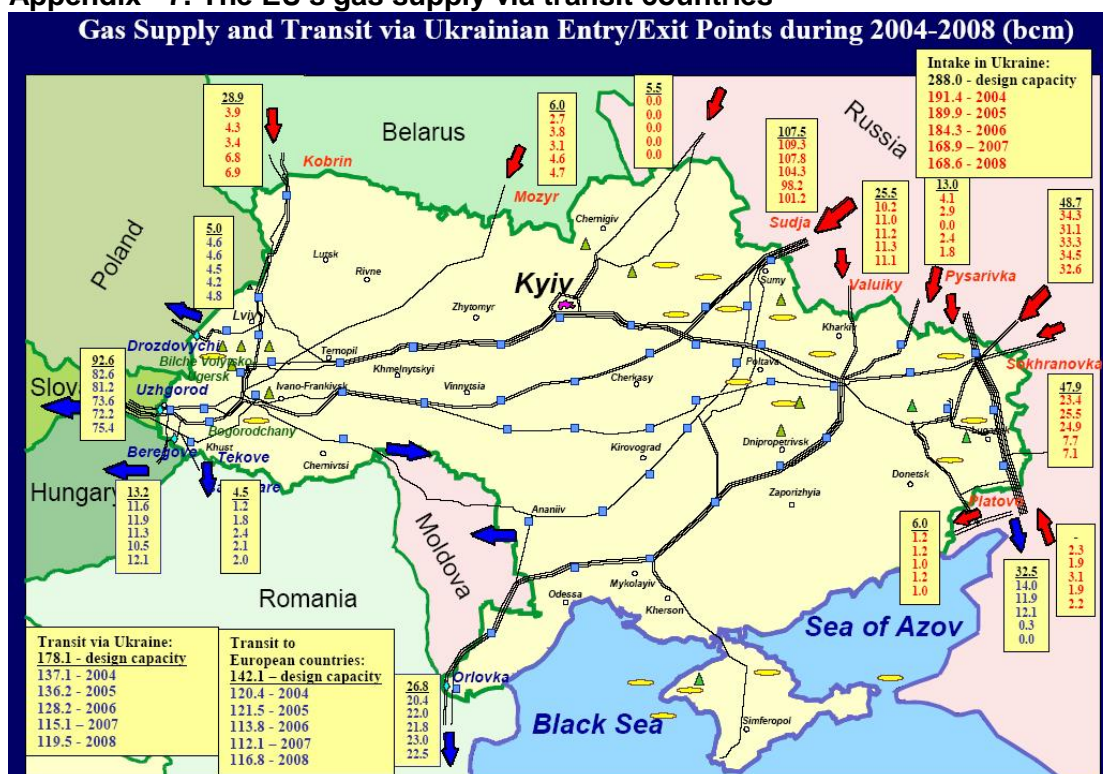 Appendix 7: The EU's gas supply via transit countries
Gas Supply and Transit via Ukrainian Entry/Exit Points during 2004-2008 (bcm)
Intake in Ukraine:
288.0 - design capacity
191.4 - 2004
189.9 - 2005
184.3 - 2006
168.9 – 2007
168.6 - 2008
28.9
3.9
4.3
3.4
6.8
6.9
Kobrin
Belarus
6.0
2.7
3.8
3.1
4.6
4.7
Mozyr
5.5
0.0
0.0
0.0
0.0
0.0
107.5
109.3
107.8
104.3
98.2
101.2
Sudja
Russia
25.5
10.2
11.0
11.2
11.3
11.1
Valuiky
13.0
4.1
2.9
0.0
2.4
1.8
Pysarivka
48.7
34.3
31.1
33.3
34.5
32.6
Sokhranovka
47.9
23.4
25.5
24.9
7.7
7.1
Poland
5.0
4.6
4.6
4.5
4.2
4.8
Lutsk
Rivne
Chernigiv
Kyiv
Zhytomyr
Sumy
Kharkiv
Poltava
Lviv
Drozdovychi
Bilche Volytsko
Ugersk
Ternopil
Khmelnytskyi
Vinnytsia
Cherkasy
92.6
82.6
81.2
73.6
72.2
75.4
Slova
Uzhgorod
Ivano-Frankivsk
Bogorodchany
Beregove
Khust
Tekove
Chernivtsi
Kirovograd
Dnipropetrivsk
Lugansk
Donetsk
Zaporizhyia
Platovo
Hungary
13.2
11.6
11.9
11.3
10.5
12.1
4.5
1.2
1.8
2.4
2.1
2.0
Moldova
Ananiiv
6.0
1.2
1.2
1.0
1.2
1.0
32.5
14.0
11.9
12.1
0.3
0.0
-
2.3
1.9
3.1
1.9
2.2
Romania
Odessa
Mykolayiv
Kherson
Sea of Azov
Transit via Ukraine:
178.1 - design capacity
137.1 - 2004
136.2 - 2005
128.2 - 2006
115.1 – 2007
119.5 - 2008
Transit to
European countries:
142.1 – design capacity
120.4 - 2004
121.5 - 2005
113.8 - 2006
112.1 – 2007
116.8 - 2008
26.8
20.4
22.0
21.8
23.0
22.5
Orlovka
Black Sea
Simferopol